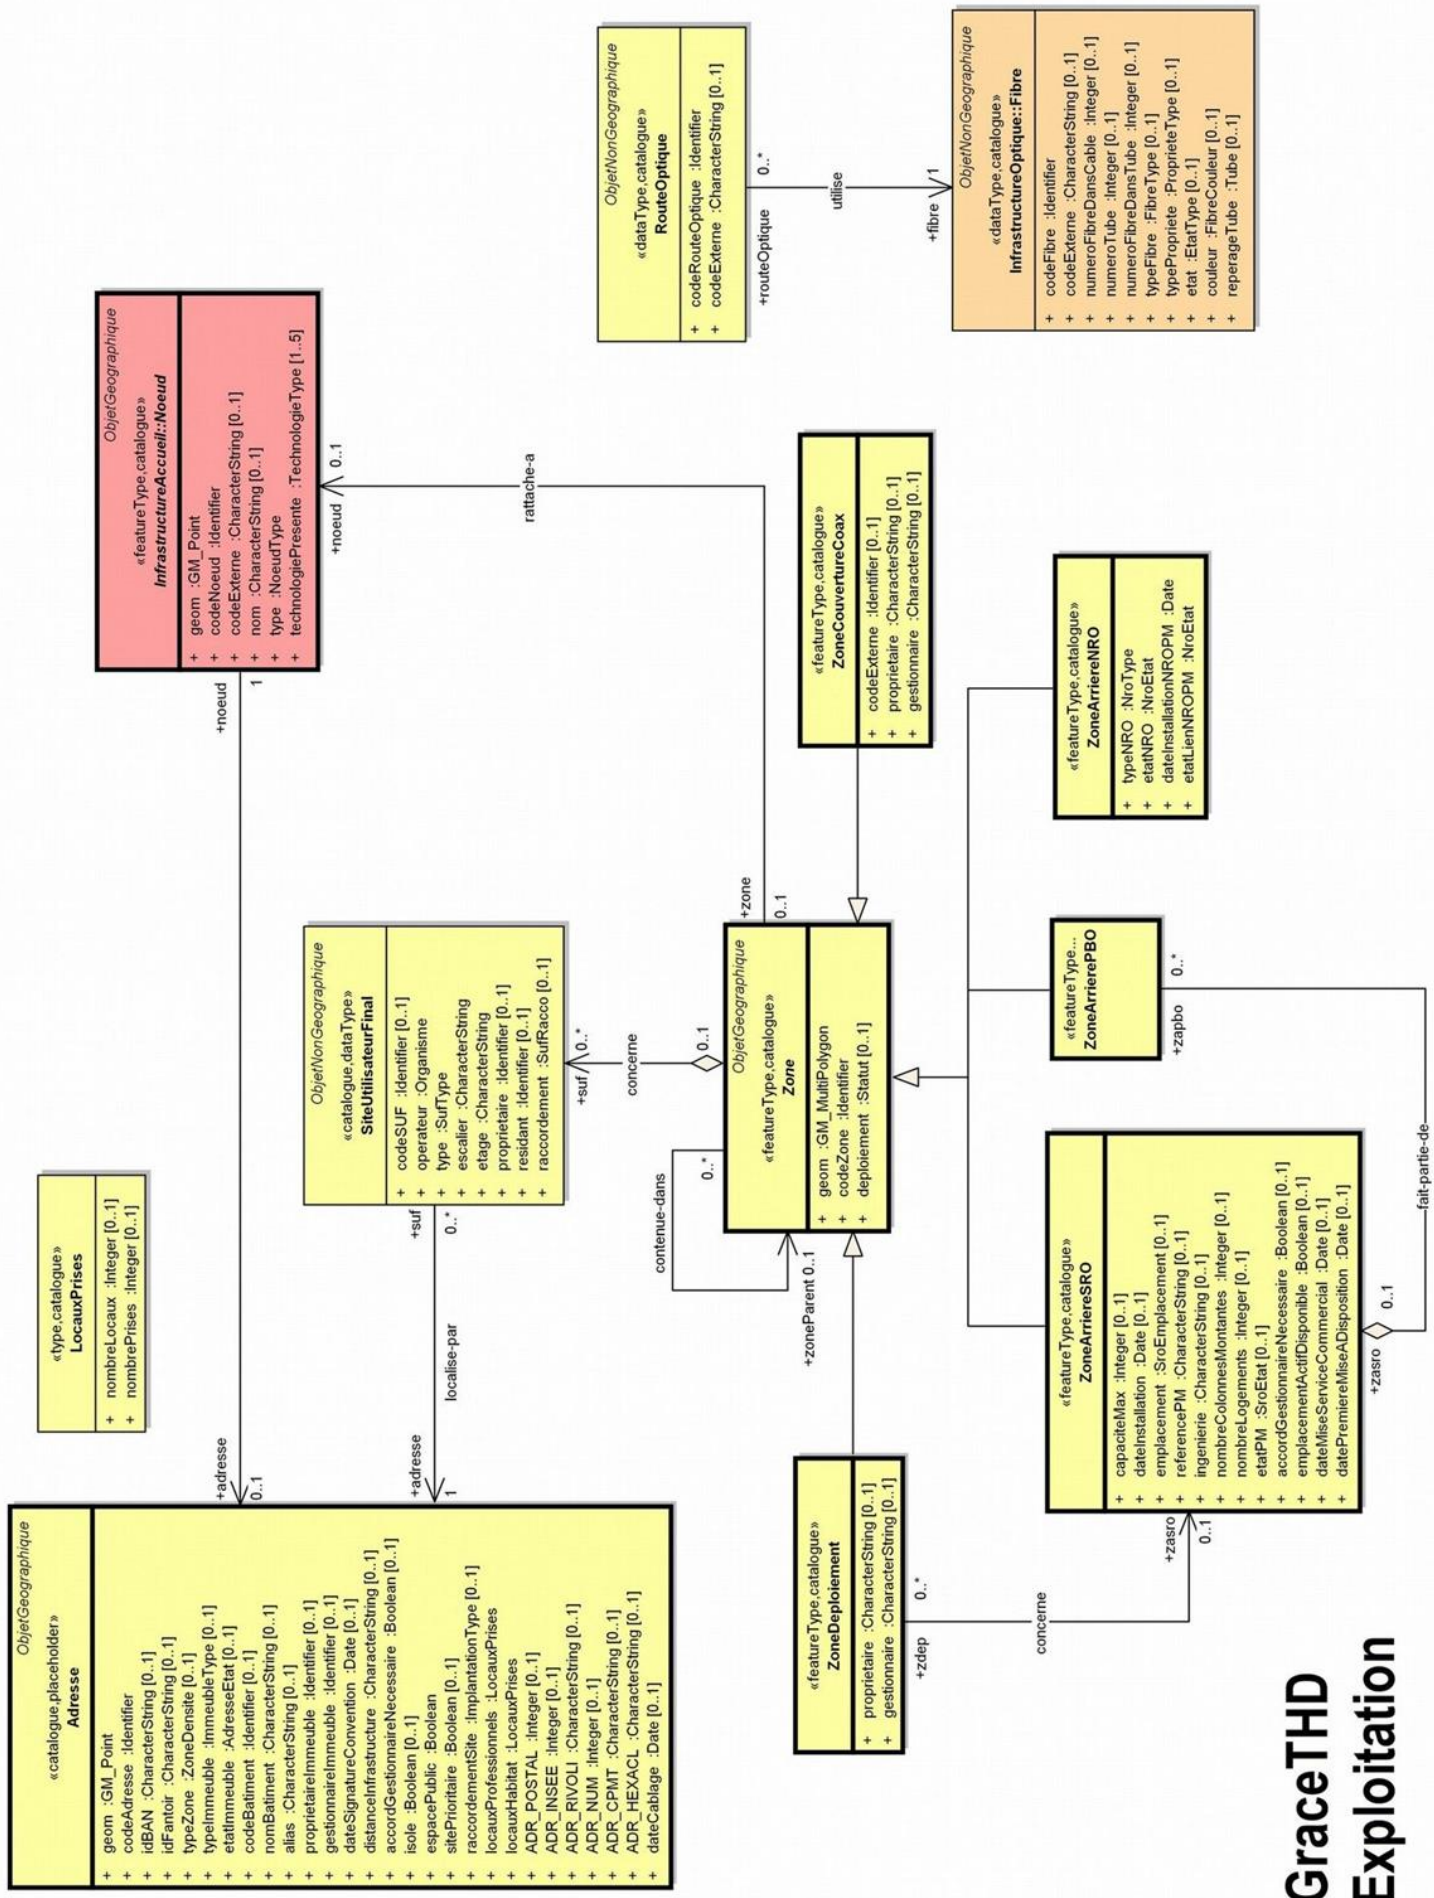 ObjetGeographique
«catalogue,placeholder»
Adresse
+ geom :GM_Point
+ codeAdresse :Identifier
+ idBAN :CharacterString [0..1]
+ idFantoir :CharacterString [0..1]
+ typeZone :ZoneDensite [0..1]
+ typeImmeuble :ImmeubleType [0..1]
+ etatImmeuble :AdresseEtat [0..1]
+ codeBatiment :Identifier [0..1]
+ nomBatiment :CharacterString [0..1]
+ alias :CharacterString [0..1]
+ proprietaireImmeuble :Identifier [0..1]
+ gestionnaireImmeuble :Identifier [0..1]
+ dateSignatureConvention :Date [0..1]
+ distanceInfrastructure :CharacterString [0..1]
+ accordGestionnaireNecessaire :Boolean [0..1]
+ isole :Boolean [0..1]
+ espacePublic :Boolean
+ sitePrioritaire :Boolean [0..1]
+ raccordementSite :ImplantationType [0..1]
+ locauxProfessionnels :LocauxPrises
+ locauxHabitat :LocauxPrises
+ ADR_POSTAL :Integer [0..1]
+ ADR_INSEE :Integer [0..1]
+ ADR_RIVOLI :CharacterString [0..1]
+ ADR_NUM :Integer [0..1]
+ ADR_CPMT :CharacterString [0..1]
+ ADR_HEXACL :CharacterString [0..1]
+ dateCablage :Date [0..1]
«type,catalogue»
LocauxPrises
+ nombreLocaux :Integer [0..1]
+ nombrePrises :Integer [0..1]
ObjetGeographique
«featureType,catalogue»
InfrastructureAccueil::Noeud
+ geom :GM_Point
+ codeNoeud :Identifier
+ codeExterne :CharacterString [0..1]
+ nom :CharacterString [0..1]
+ type :NoeudType
+ technologiePresente :TechnologieType [1..5]
+adresse
0..1
+noeud
1
ObjetNonGeographique
«catalogue,dataType»
SiteUtilisateurFinal
+ codeSUF :Identifier [0..1]
+ operateur :Organisme
+ type :SufType
+ escalier :CharacterString
+ etage :CharacterString
+ proprietaire :Identifier [0..1]
+ residant :Identifier [0..1]
+ raccordement :SufRacco [0..1]
+adresse
1
localise-par
+suf
0..*
+noeud
0..1
rattache-a
+zone
0..1
+suf
0..*
concerne
0..1
ObjetGeographique
«featureType,catalogue»
Zone
+ geom :GM_MultiPolygon
+ codeZone :Identifier
+ deploiement :Statut [0..1]
contenue-dans
0..*
+zoneParent 0..1
ObjetNonGeographique
«dataType,catalogue»
RouteOptique
+ codeRouteOptique :Identifier
+ codeExterne :CharacterString [0..1]
+routeOptique
0..*
utilise
+fibre
1
ObjetNonGeographique
«dataType,catalogue»
InfrastructureOptique::Fibre
+ codeFibre :Identifier
+ codeExterne :CharacterString [0..1]
+ numeroFibreDansCable :Integer [0..1]
+ numeroTube :Integer [0..1]
+ numeroFibreDansTube :Integer [0..1]
+ typeFibre :FibreType [0..1]
+ typePropriete :ProprieteType [0..1]
+ etat :EtatType [0..1]
+ couleur :FibreCouleur [0..1]
+ reperageTube :Tube [0..1]
«featureType,catalogue»
ZoneDeploiement
+ proprietaire :CharacterString [0..1]
+ gestionnaire :CharacterString [0..1]
«featureType,catalogue»
ZoneCouvertureCoax
+ codeExterne :Identifier [0..1]
+ proprietaire :CharacterString [0..1]
+ gestionnaire :CharacterString [0..1]
+zdep
0..*
concerne
+zasro
0..1
«featureType,catalogue»
ZoneArriereSRO
+ capaciteMax :Integer [0..1]
+ dateInstallation :Date [0..1]
+ emplacement :SroEmplacement [0..1]
+ referencePM :CharacterString [0..1]
+ ingenierie :CharacterString [0..1]
+ nombreColonnesMontantes :Integer [0..1]
+ nombreLogements :Integer [0..1]
+ etatPM :SroEtat [0..1]
+ accordGestionnaireNecessaire :Boolean [0..1]
+ emplacementActifDisponible :Boolean [0..1]
+ dateMiseServiceCommercial :Date [0..1]
+ datePremiereMiseADisposition :Date [0..1]
«featureType...
ZoneArrierePBO
«featureType,catalogue»
ZoneArriereNRO
+ typeNRO :NroType
+ etatNRO :NroEtat
+ dateInstallationNROPM :Date
+ etatLienNROPM :NroEtat
+zapbo
0..*
+zasro
0..1
fait-partie-de
GraceTHD
Exploitation